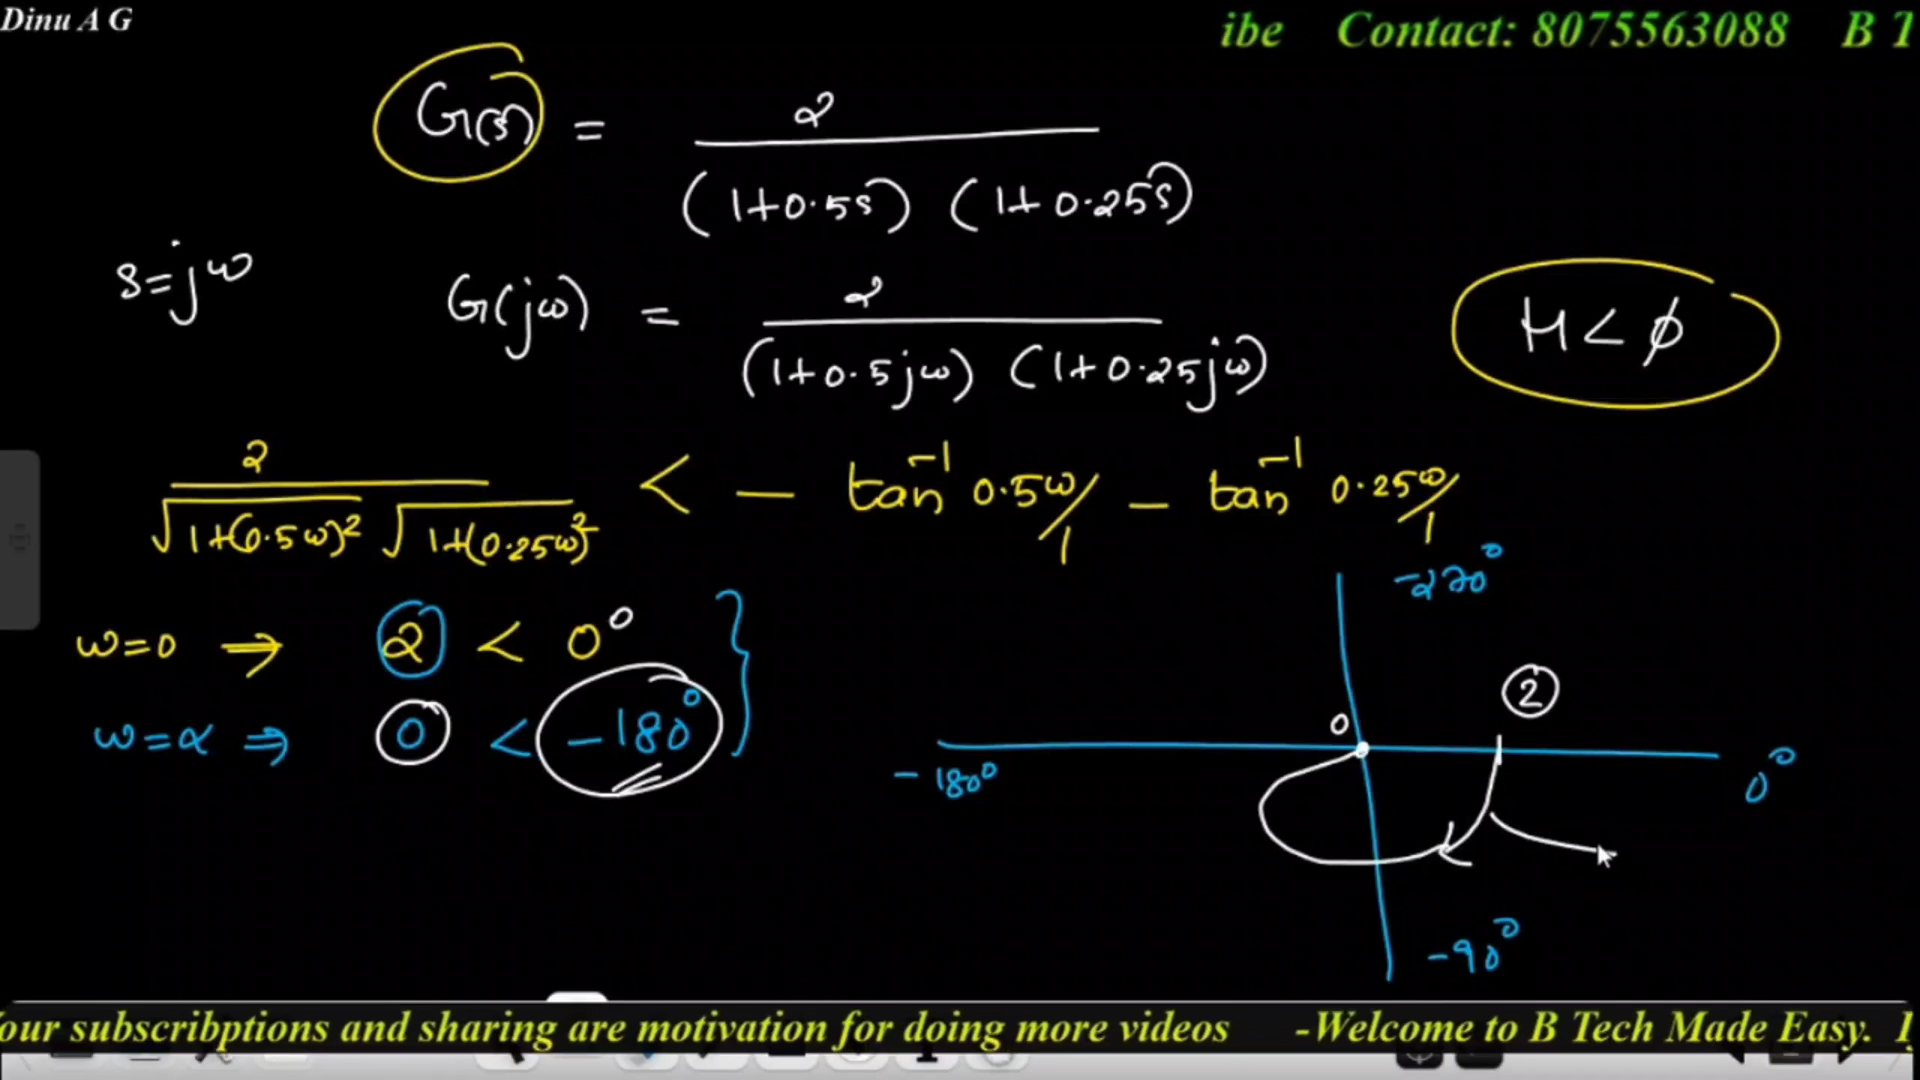 Dinu A G
ibe Contact: 8075563088 B T
G(s) = 2 / (1+0.5s) (1+0.25s)
s=jω
G(jω) = 2 / (1+0.5jω) (1+0.25jω)
M<φ
2 / √1+(0.5ω)² √1+(0.25ω)² < – tan⁻¹ 0.5ω/1 – tan⁻¹ 0.25ω/1
ω=0 ⇒ 2 < 0°
ω=α ⇒ 0 < –180°
-270°
0
2
-180°
0°
-90°
our subscribptions and sharing are motivation for doing more videos -Welcome to B Tech Made Easy.